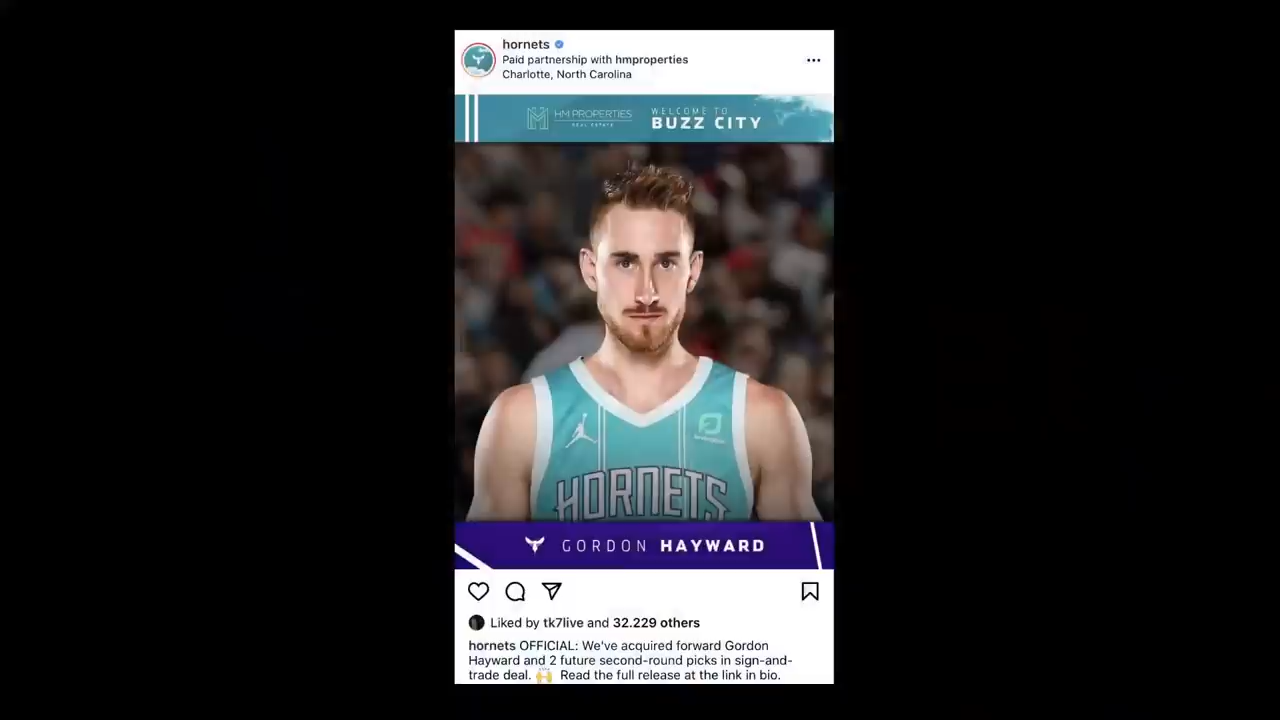 hornets
Paid partnership with hmproperties
Charlotte, North Carolina
HM PROPERTIES
REAL ESTATE
WELCOME TO
BUZZ CITY
HORNETS
GORDON HAYWARD
Liked by tk7live and 32.229 others
hornets OFFICIAL: We've acquired forward Gordon
Hayward and 2 future second-round picks in sign-and-
trade deal. 🙌 Read the full release at the link in bio.